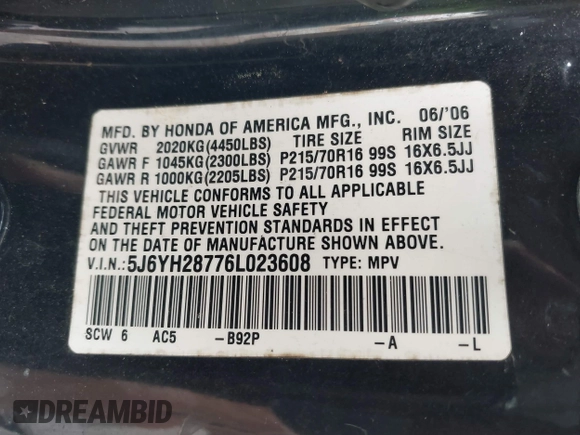 MFD. BY HONDA OF AMERICA MFG., INC. 06/'06
GVWR 2020KG(4450LBS) TIRE SIZE RIM SIZE
GAWR F 1045KG(2300LBS) P215/70R16 99S 16X6.5JJ
GAWR R 1000KG(2205LBS) P215/70R16 99S 16X6.5JJ
THIS VEHICLE CONFORMS TO ALL APPLICABLE
FEDERAL MOTOR VEHICLE SAFETY
AND THEFT PREVENTION STANDARDS IN EFFECT
ON THE DATE OF MANUFACTURE SHOWN ABOVE.
V.I.N.: 5J6YH28776L023608 TYPE: MPV
SCW 6 AC5 -B92P -A -L
DREAMBID